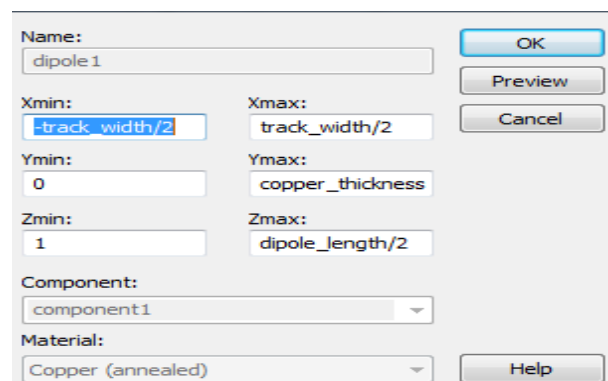 Name:
dipole1
OK
Preview
Xmin:
Xmax:
-track_width/2
track_width/2
Cancel
Ymin:
Ymax:
0
copper_thickness
Zmin:
Zmax:
1
dipole_length/2
Component:
component1
Material:
Copper (annealed)
Help